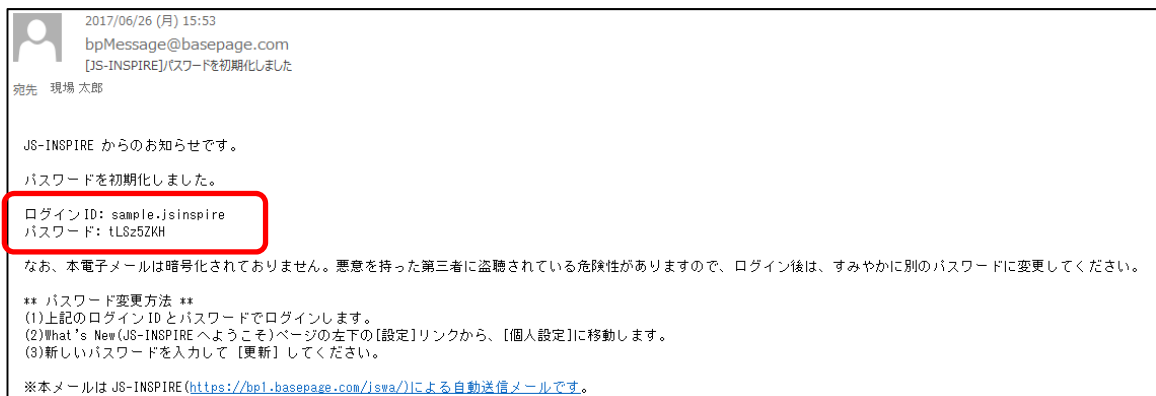 2017/06/26 (月) 15:53
bpMessage@basepage.com
[JS-INSPIRE]パスワードを初期化しました
宛先 現場 太郎
JS-INSPIRE からのお知らせです。
パスワードを初期化しました。
ログイン ID: sample.jsinspire
パスワード: tLSz5ZKH
なお、本電子メールは暗号化されておりません。悪意を持った第三者に盗聴されている危険性がありますので、ログイン後は、すみやかに別のパスワードに変更してください。
** パスワード変更方法 **
(1)上記のログイン ID とパスワードでログインします。
(2)What's New(JS-INSPIRE へようこそ)ページの左下の[設定]リンクから、[個人設定]に移動します。
(3)新しいパスワードを入力して [更新] してください。
※本メールは JS-INSPIRE(https://bp1.basepage.com/jswa/)による自動送信メールです。